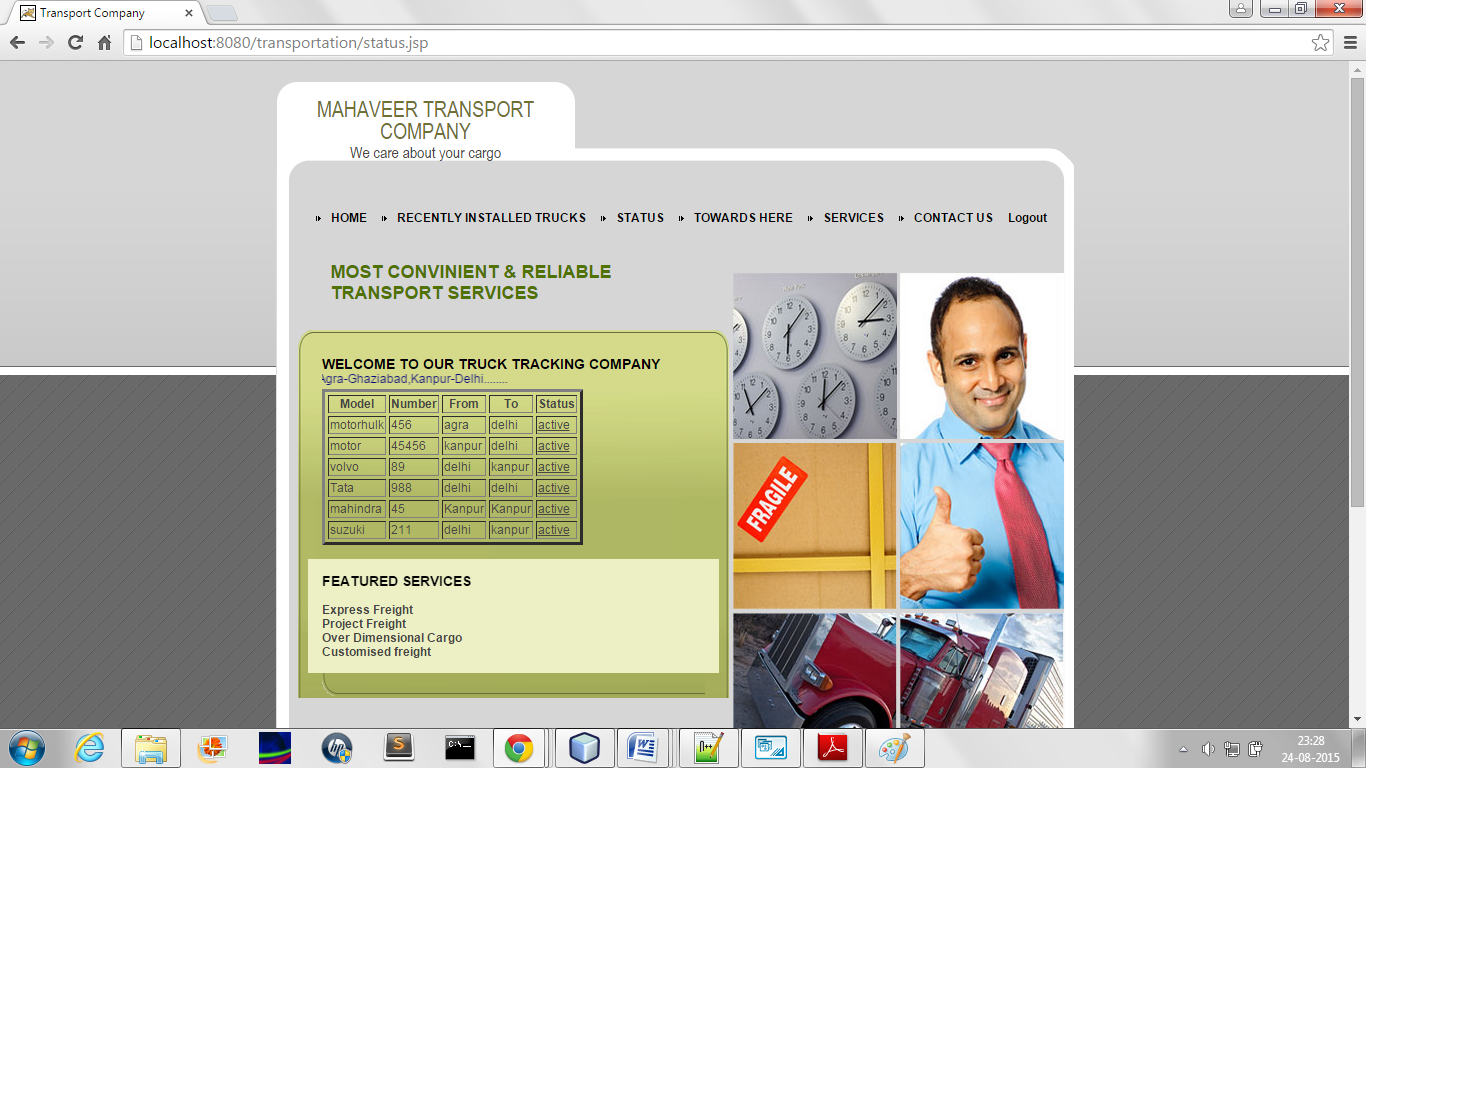 Transport Company
localhost:8080/transportation/status.jsp
MAHAVEER TRANSPORT
COMPANY
We care about your cargo
HOME RECENTLY INSTALLED TRUCKS STATUS TOWARDS HERE SERVICES CONTACT US Logout
MOST CONVINIENT & RELIABLE
TRANSPORT SERVICES
WELCOME TO OUR TRUCK TRACKING COMPANY
Agra-Ghaziabad,Kanpur-Delhi........
Model Number From To Status
motorhulk 456 agra delhi active
motor 45456 kanpur delhi active
volvo 89 delhi kanpur active
Tata 988 delhi delhi active
mahindra 45 Kanpur Kanpur active
suzuki 211 delhi kanpur active
FEATURED SERVICES
Express Freight
Project Freight
Over Dimensional Cargo
Customised freight
FRAGILE
23:28
24-08-2015